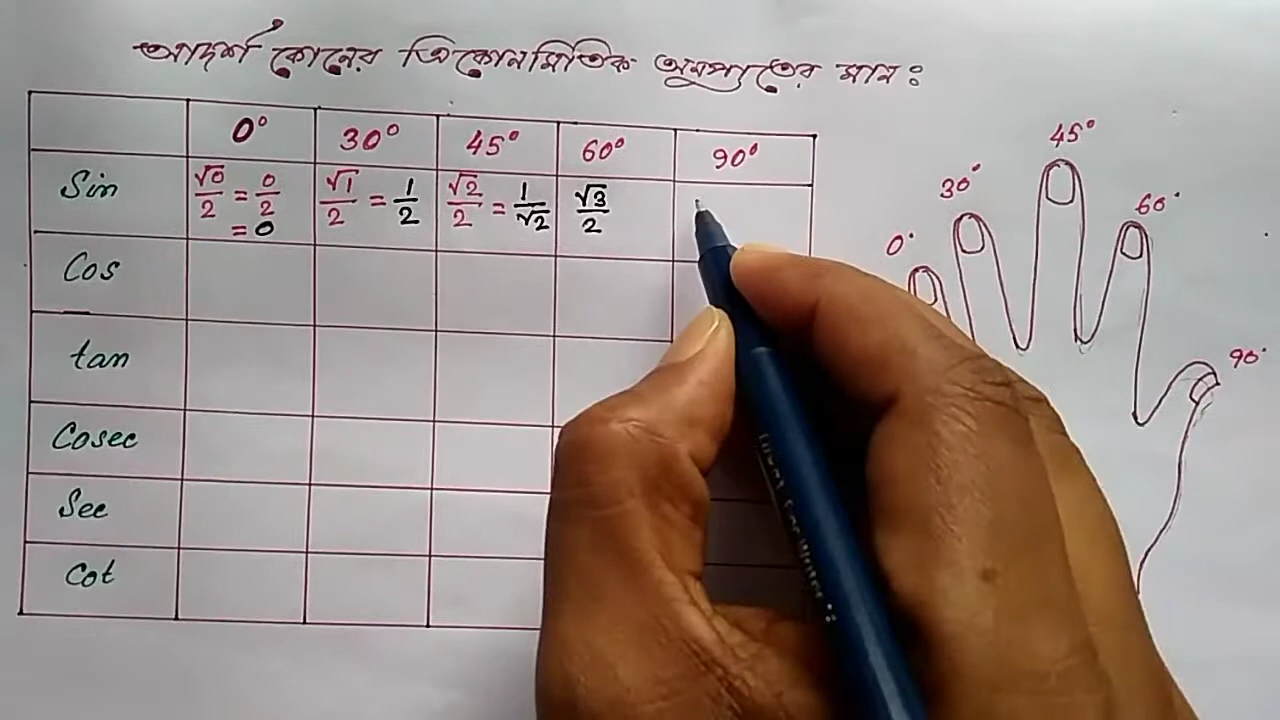 আদর্শ কোনের ত্রিকোনমিতিক অনুপাতের মানঃ
0° 30° 45° 60° 90°
Sin √0/2 = 0/2 = 0 √1/2 = 1/2 √2/2 = 1/√2 √3/2
Cos
tan
Cosec
Sec
Cot
0°
30°
45°
60°
90°